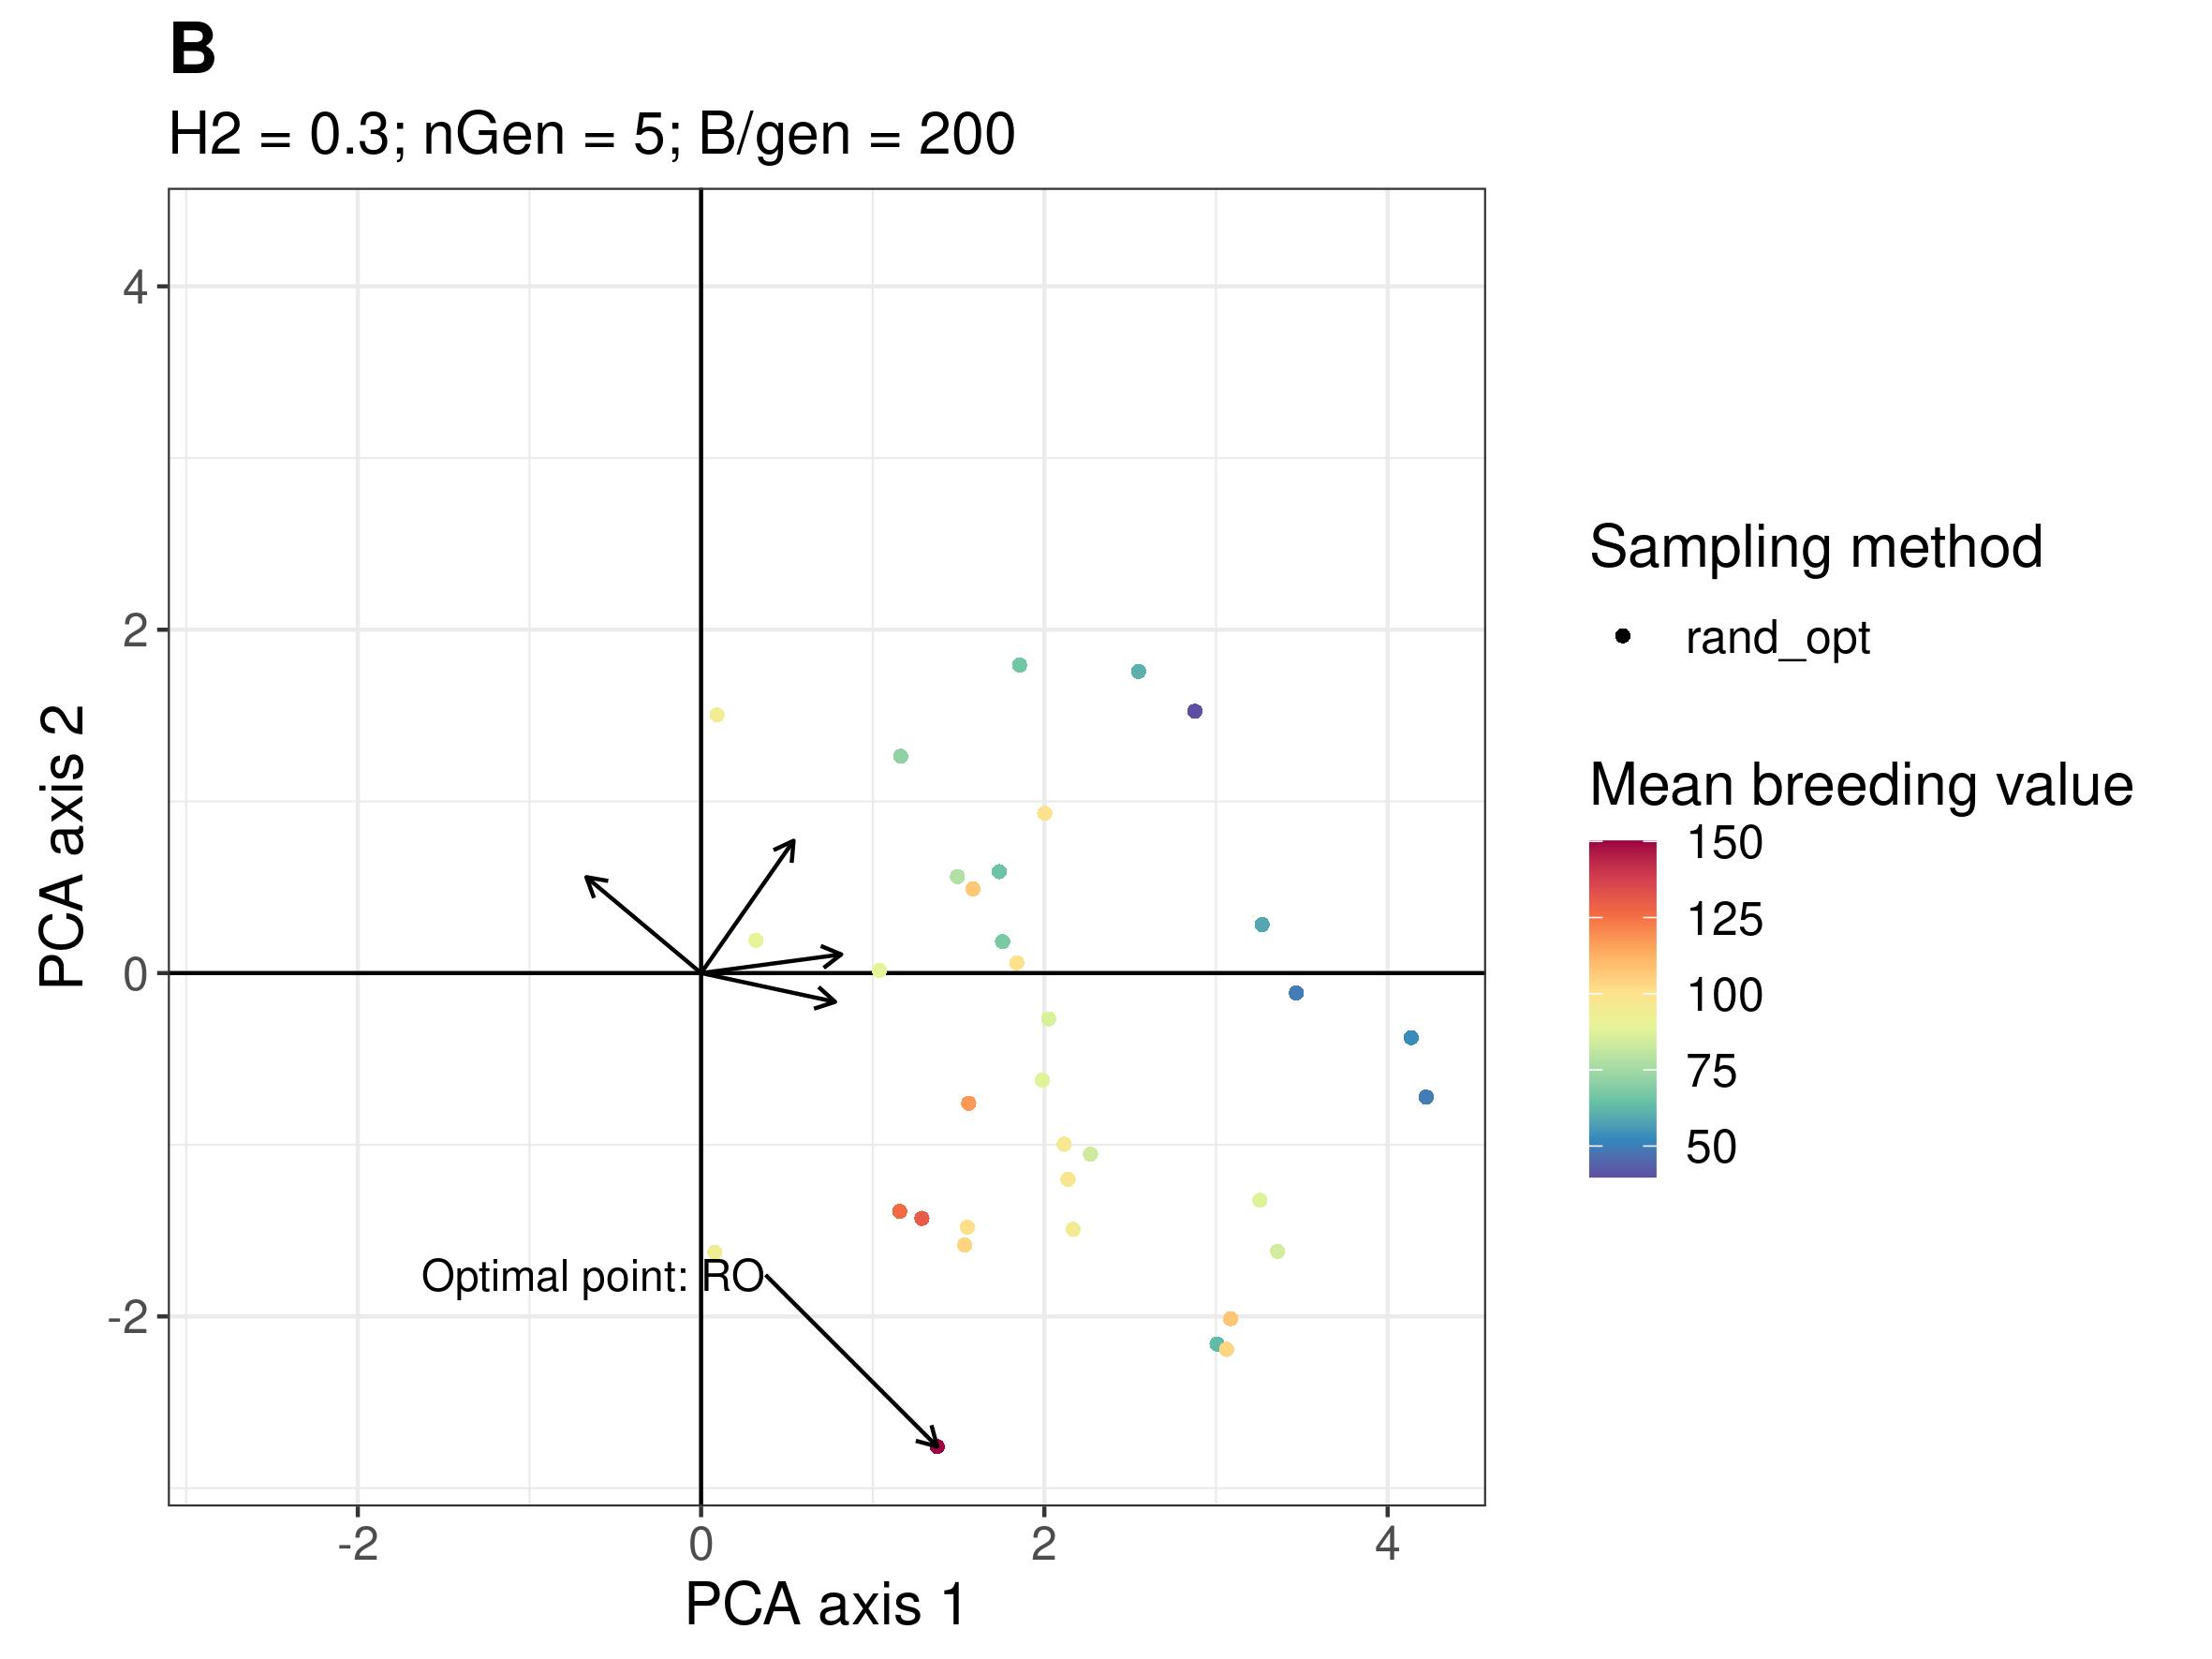 B
H2 = 0.3; nGen = 5; B/gen = 200
4
2
0
-2
PCA axis 2
Optimal point: RO
-2
0
2
4
PCA axis 1
Sampling method
rand_opt
Mean breeding value
150
125
100
75
50